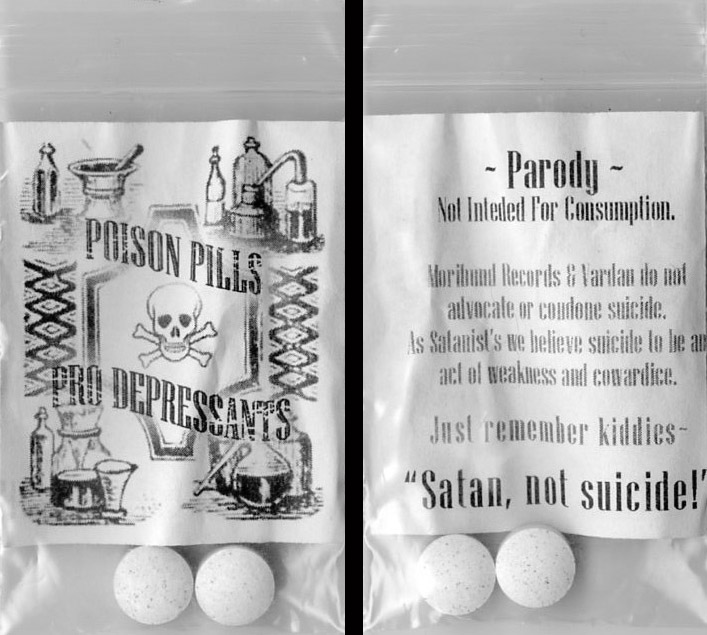 POISON PILLS
PRO DEPRESSANTS
~ Parody ~
Not Inteded For Consumption.
Moribund Records & Vardan do not
advocate or condone suicide.
As Satanist's we believe suicide to be an
act of weakness and cowardice.
Just remember kiddies~
"Satan, not suicide!"